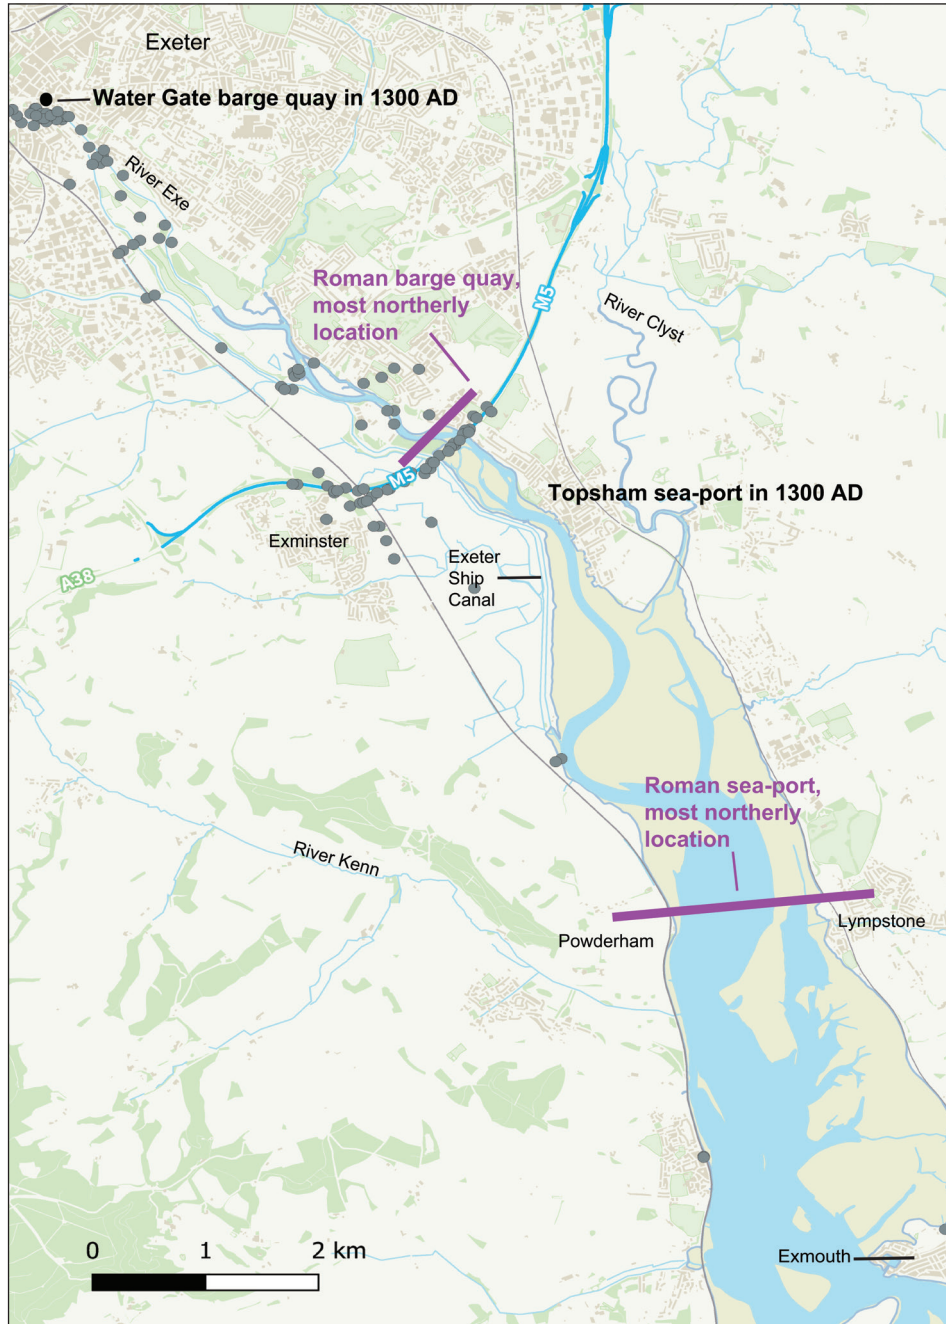 Exeter
Water Gate barge quay in 1300 AD
River Exe
Roman barge quay,
most northerly
location
M5
River Clyst
M5
Topsham sea-port in 1300 AD
Exminster
Exeter
Ship
Canal
A38
Roman sea-port,
most northerly
location
River Kenn
Lympstone
Powderham
0 1 2 km
Exmouth